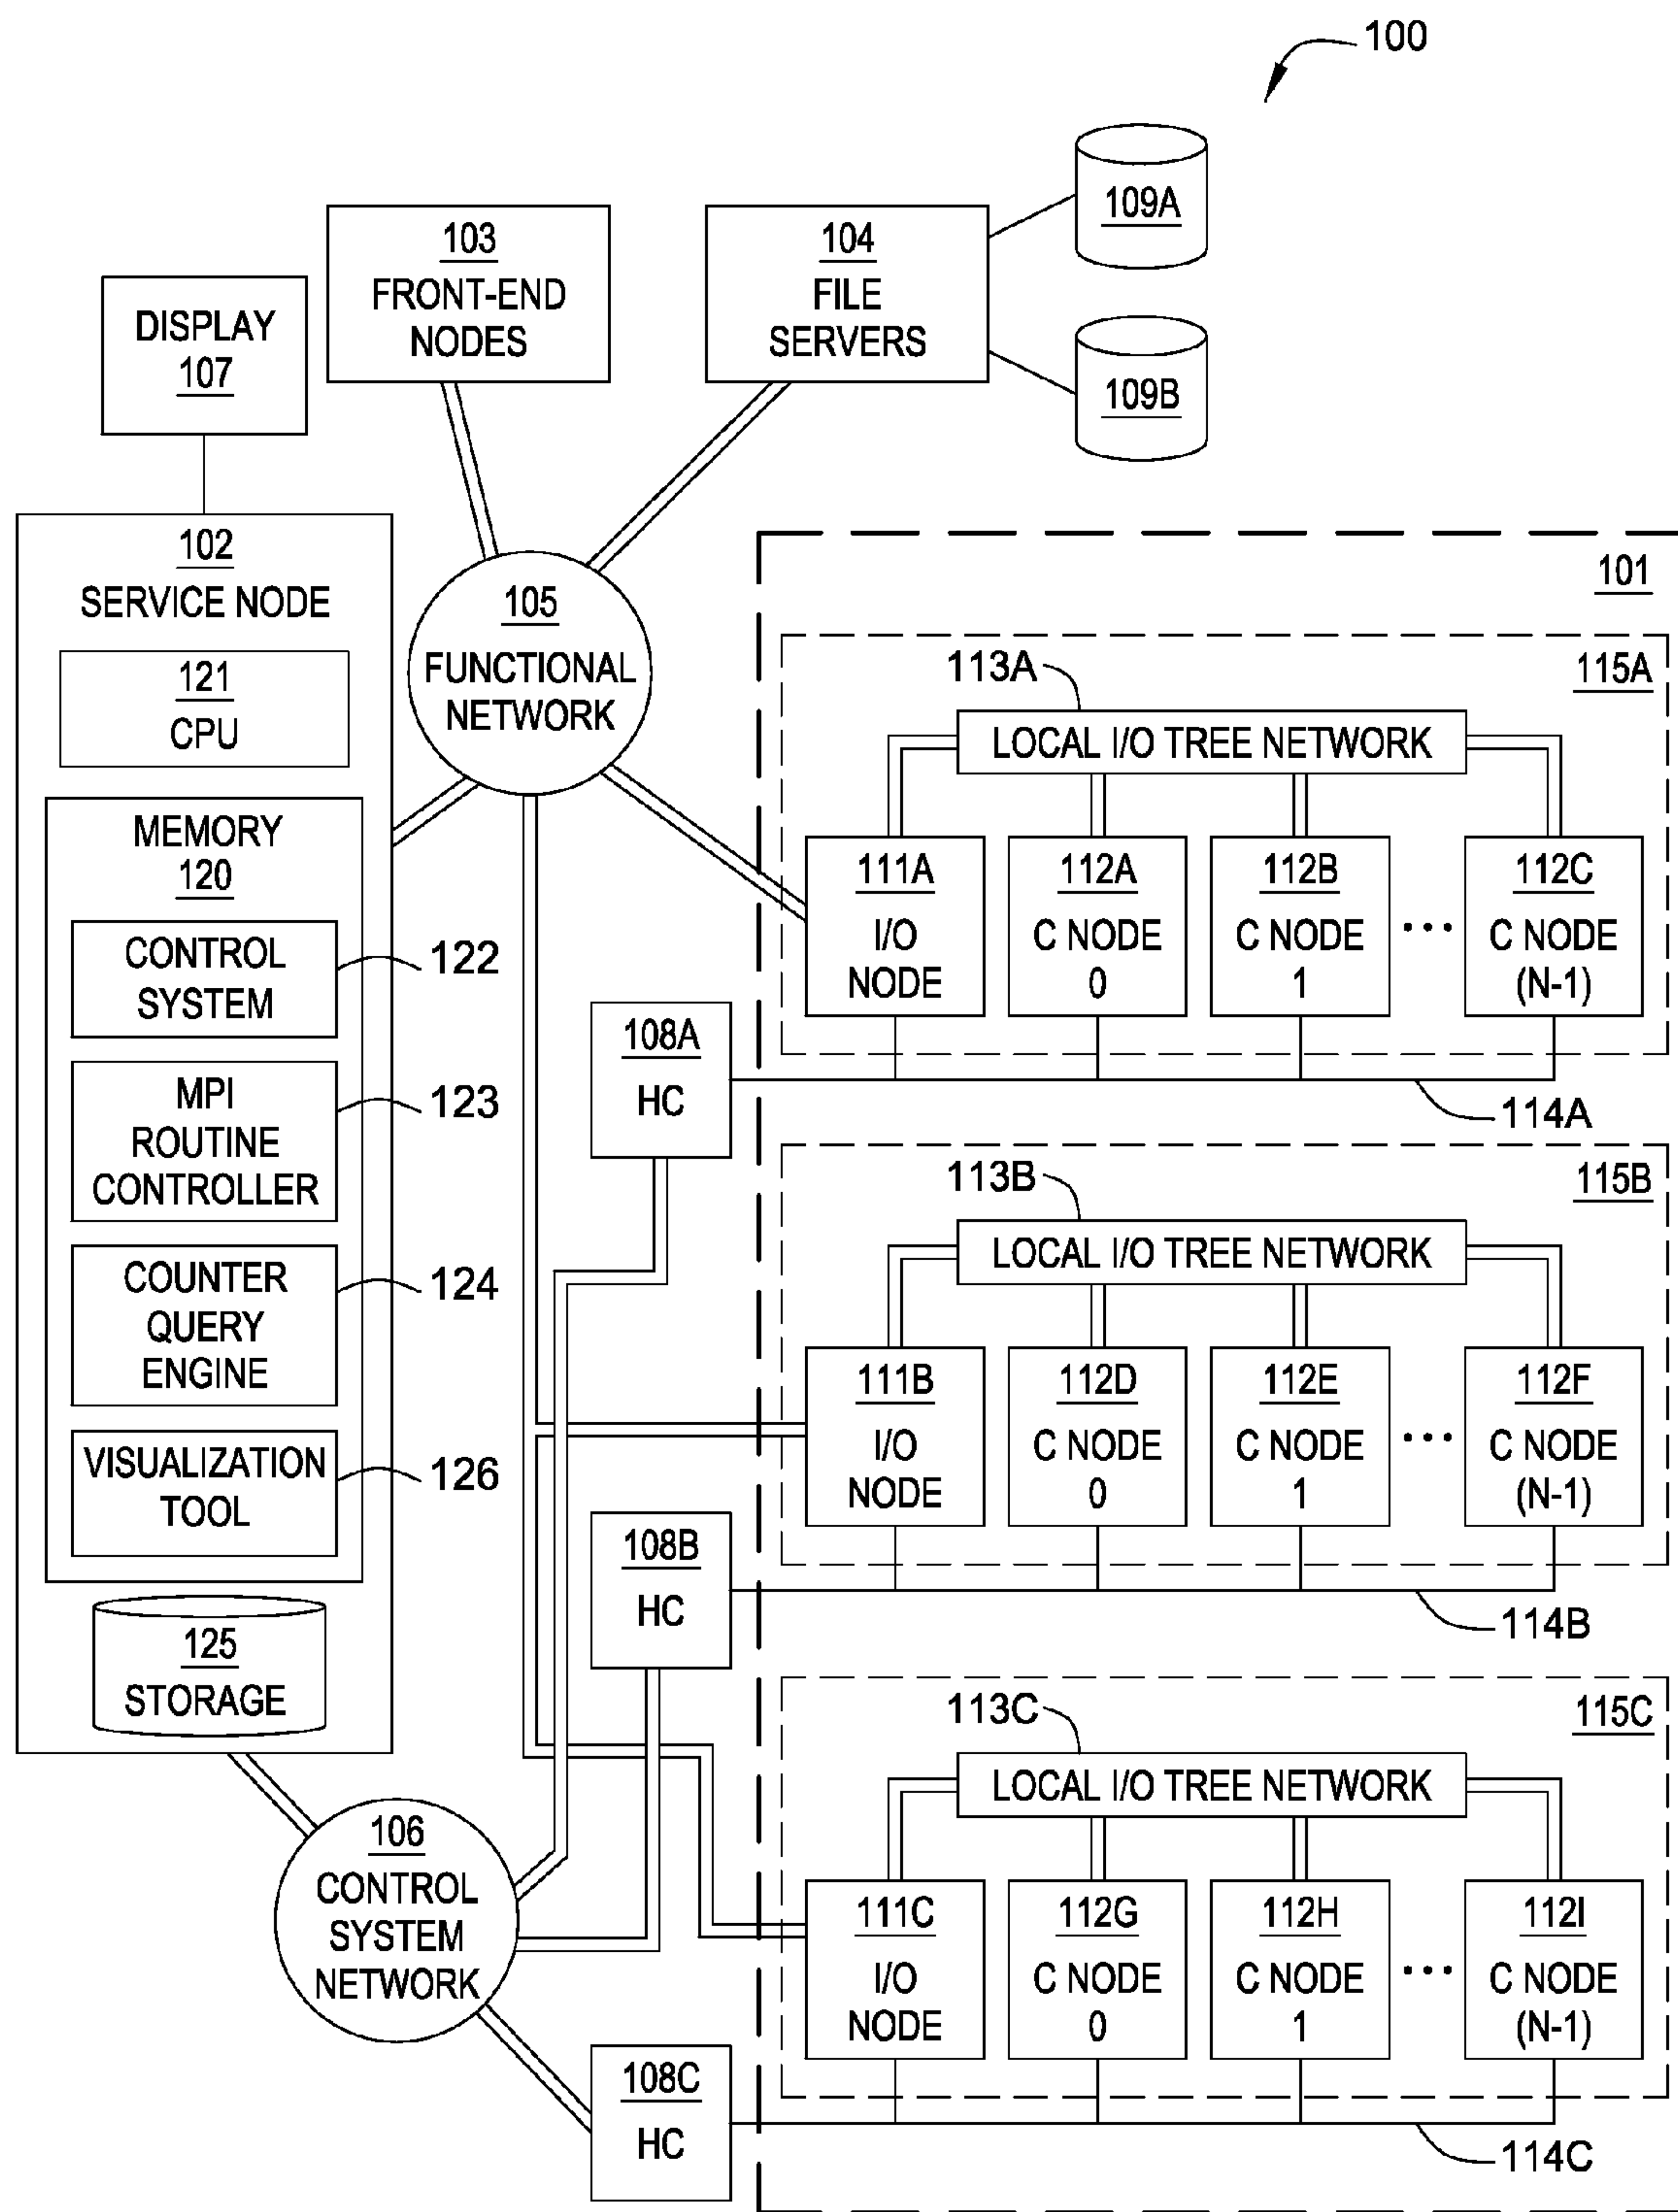 100
109A
109B
103
FRONT-END
NODES
104
FILE
SERVERS
DISPLAY
107
102
SERVICE NODE
121
CPU
MEMORY
120
CONTROL
SYSTEM
122
MPI
ROUTINE
CONTROLLER
123
COUNTER
QUERY
ENGINE
124
VISUALIZATION
TOOL
126
125
STORAGE
105
FUNCTIONAL
NETWORK
106
CONTROL
SYSTEM
NETWORK
108A
HC
108B
HC
108C
HC
101
115A
113A
LOCAL I/O TREE NETWORK
111A
I/O
NODE
112A
C NODE
0
112B
C NODE
1
...
112C
C NODE
(N-1)
114A
115B
113B
LOCAL I/O TREE NETWORK
111B
I/O
NODE
112D
C NODE
0
112E
C NODE
1
...
112F
C NODE
(N-1)
114B
115C
113C
LOCAL I/O TREE NETWORK
111C
I/O
NODE
112G
C NODE
0
112H
C NODE
1
...
112I
C NODE
(N-1)
114C